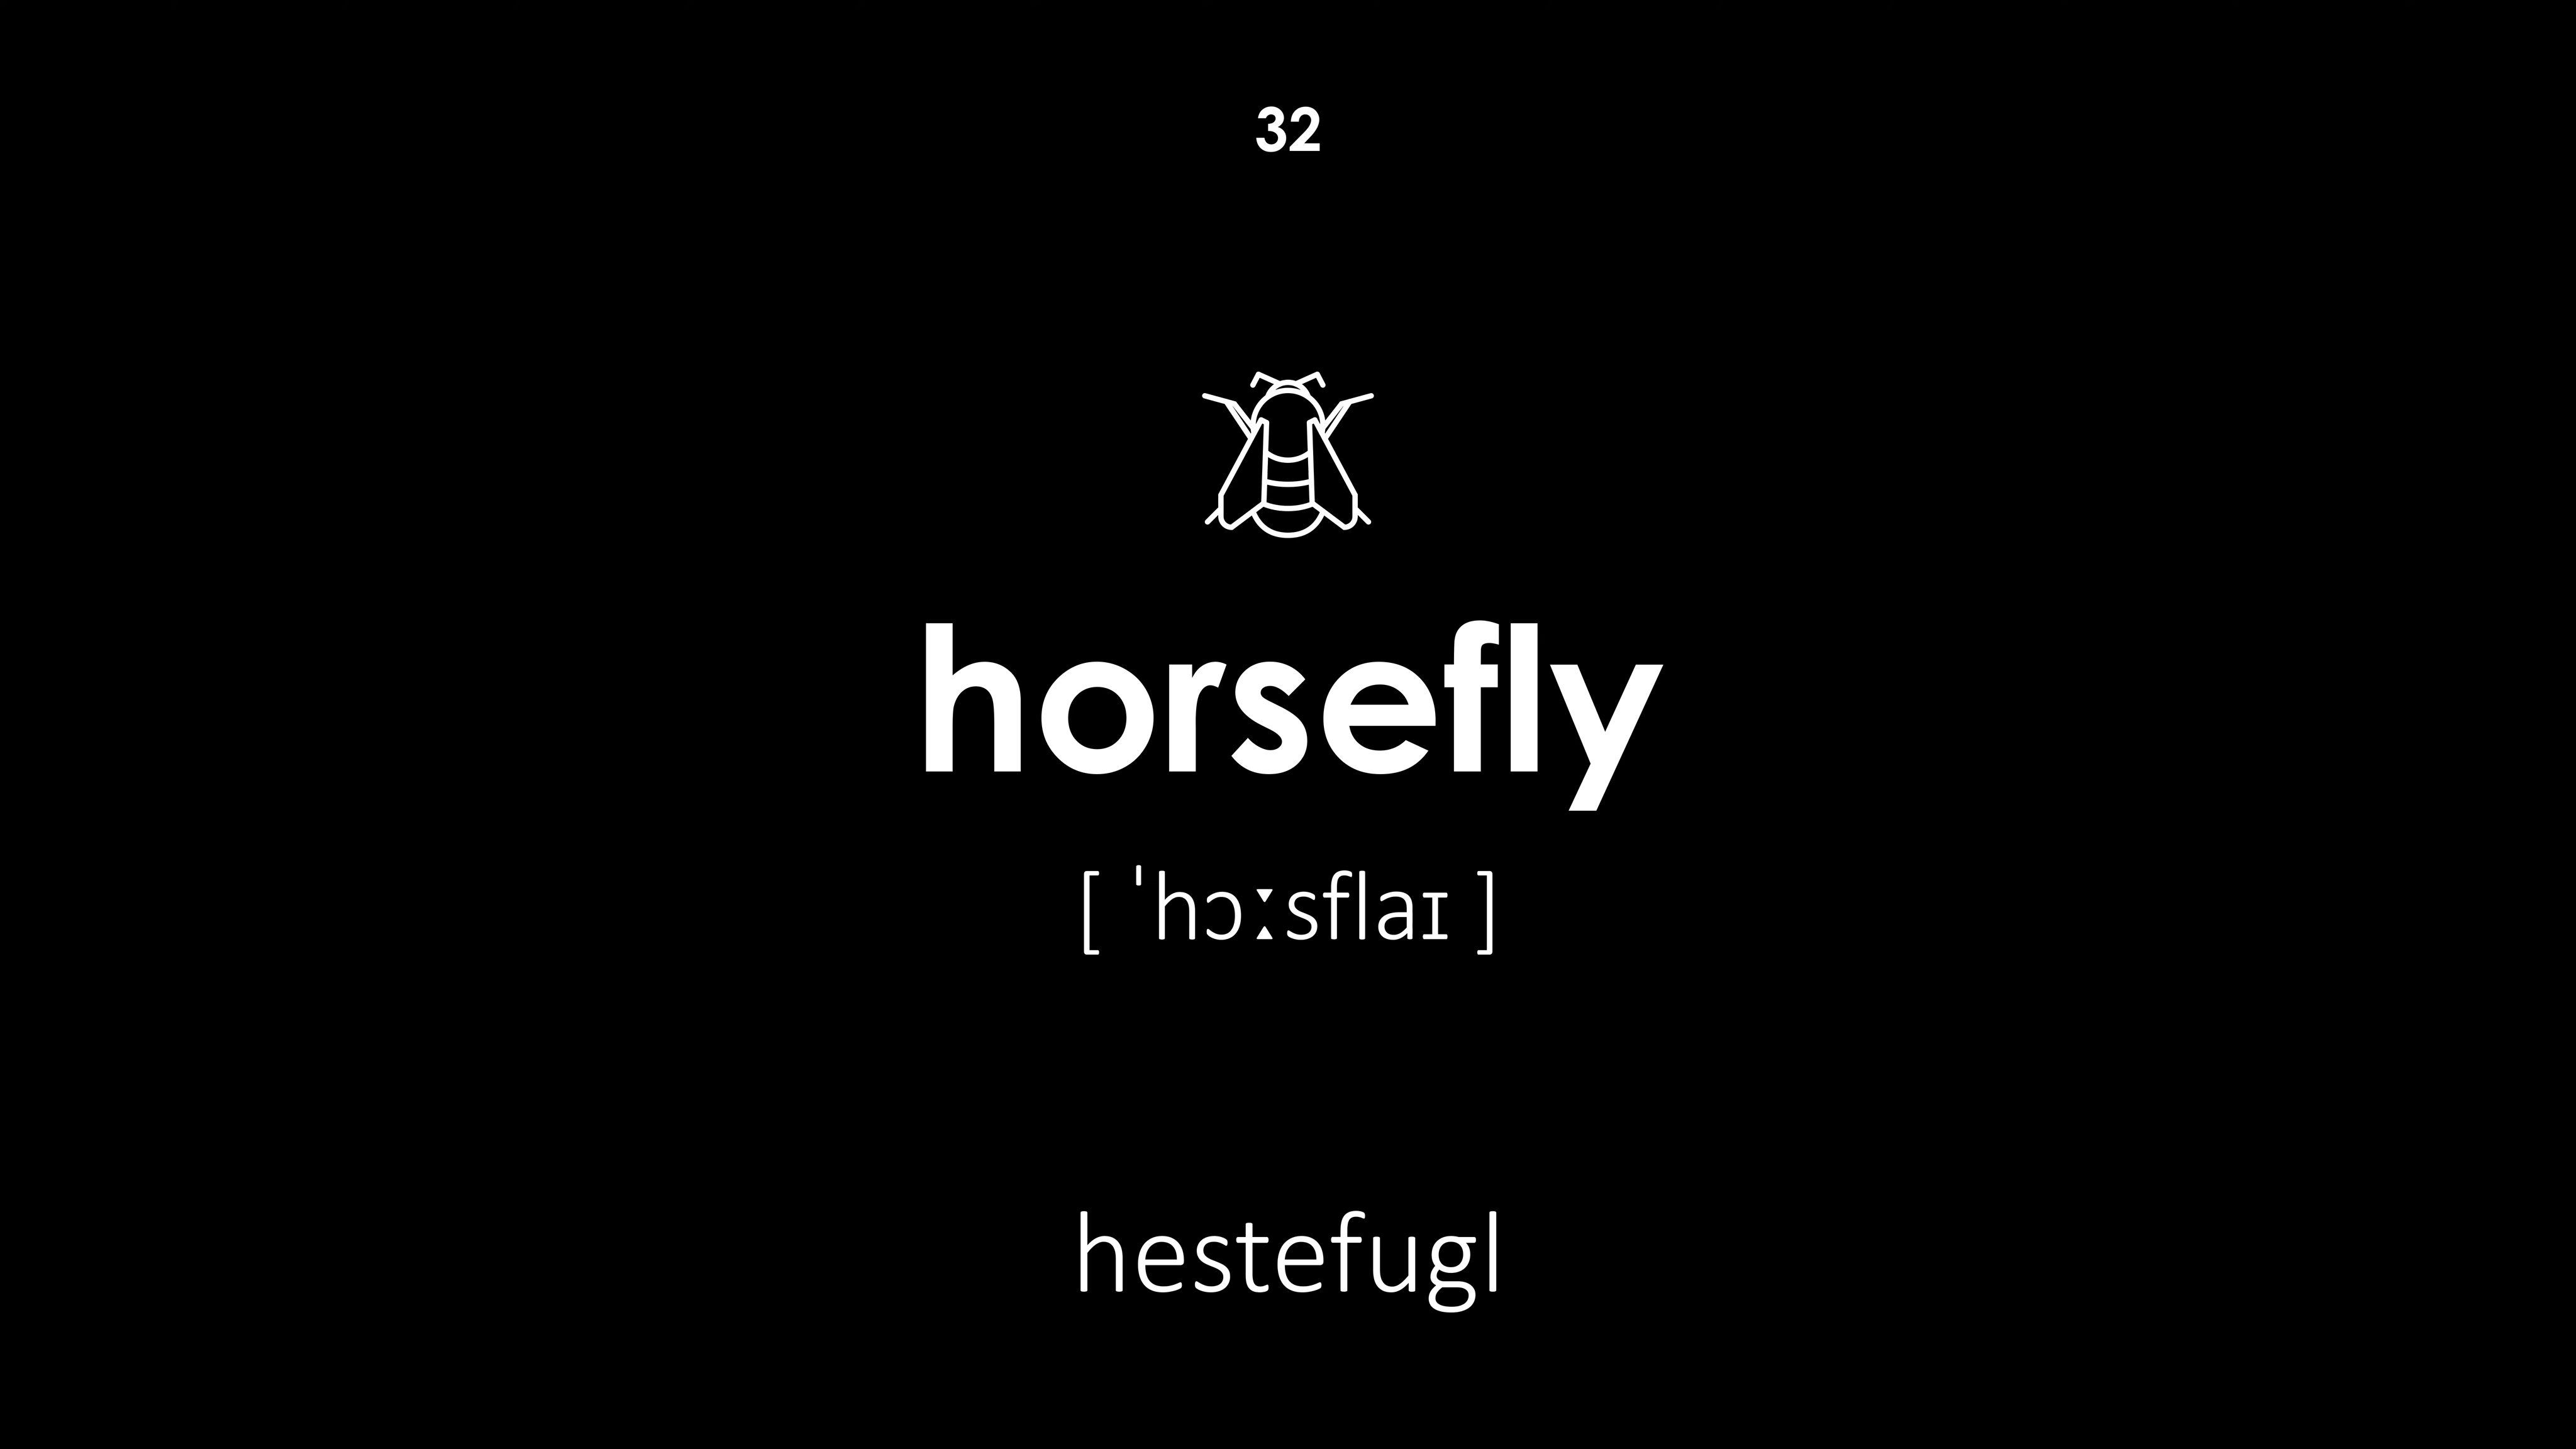 32
horsefly
[ ˈhɔːsflaɪ ]
hestefugl